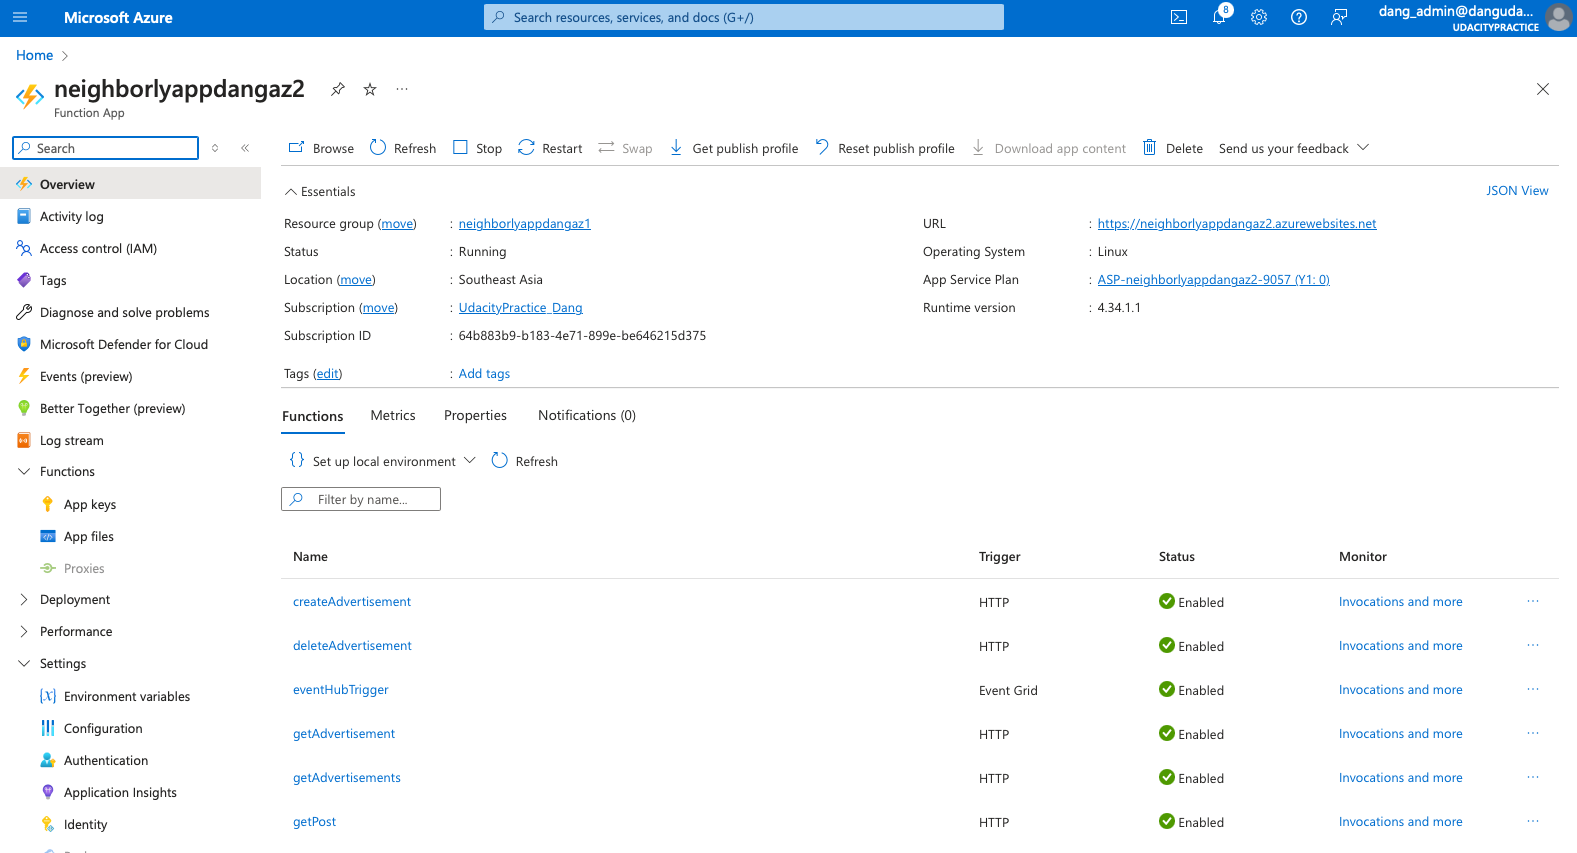 Microsoft Azure
Search resources, services, and docs (G+/)
8
dang_admin@danguda...
UDACITYPRACTICE
Home
neighborlyappdangaz2
Function App
Search
Browse Refresh Stop Restart Swap Get publish profile Reset publish profile Download app content Delete Send us your feedback
Overview
Activity log
Access control (IAM)
Tags
Diagnose and solve problems
Microsoft Defender for Cloud
Events (preview)
Better Together (preview)
Log stream
Functions
App keys
App files
Proxies
Deployment
Performance
Settings
Environment variables
Configuration
Authentication
Application Insights
Identity
Essentials
JSON View
Resource group (move) : neighborlyappdangaz1
Status : Running
Location (move) : Southeast Asia
Subscription (move) : UdacityPractice_Dang
Subscription ID : 64b883b9-b183-4e71-899e-be646215d375
Tags (edit) : Add tags
URL : https://neighborlyappdangaz2.azurewebsites.net
Operating System : Linux
App Service Plan : ASP-neighborlyappdangaz2-9057 (Y1: 0)
Runtime version : 4.34.1.1
Functions Metrics Properties Notifications (0)
Set up local environment Refresh
Filter by name...
Name Trigger Status Monitor
createAdvertisement HTTP Enabled Invocations and more ...
deleteAdvertisement HTTP Enabled Invocations and more ...
eventHubTrigger Event Grid Enabled Invocations and more ...
getAdvertisement HTTP Enabled Invocations and more ...
getAdvertisements HTTP Enabled Invocations and more ...
getPost HTTP Enabled Invocations and more ...